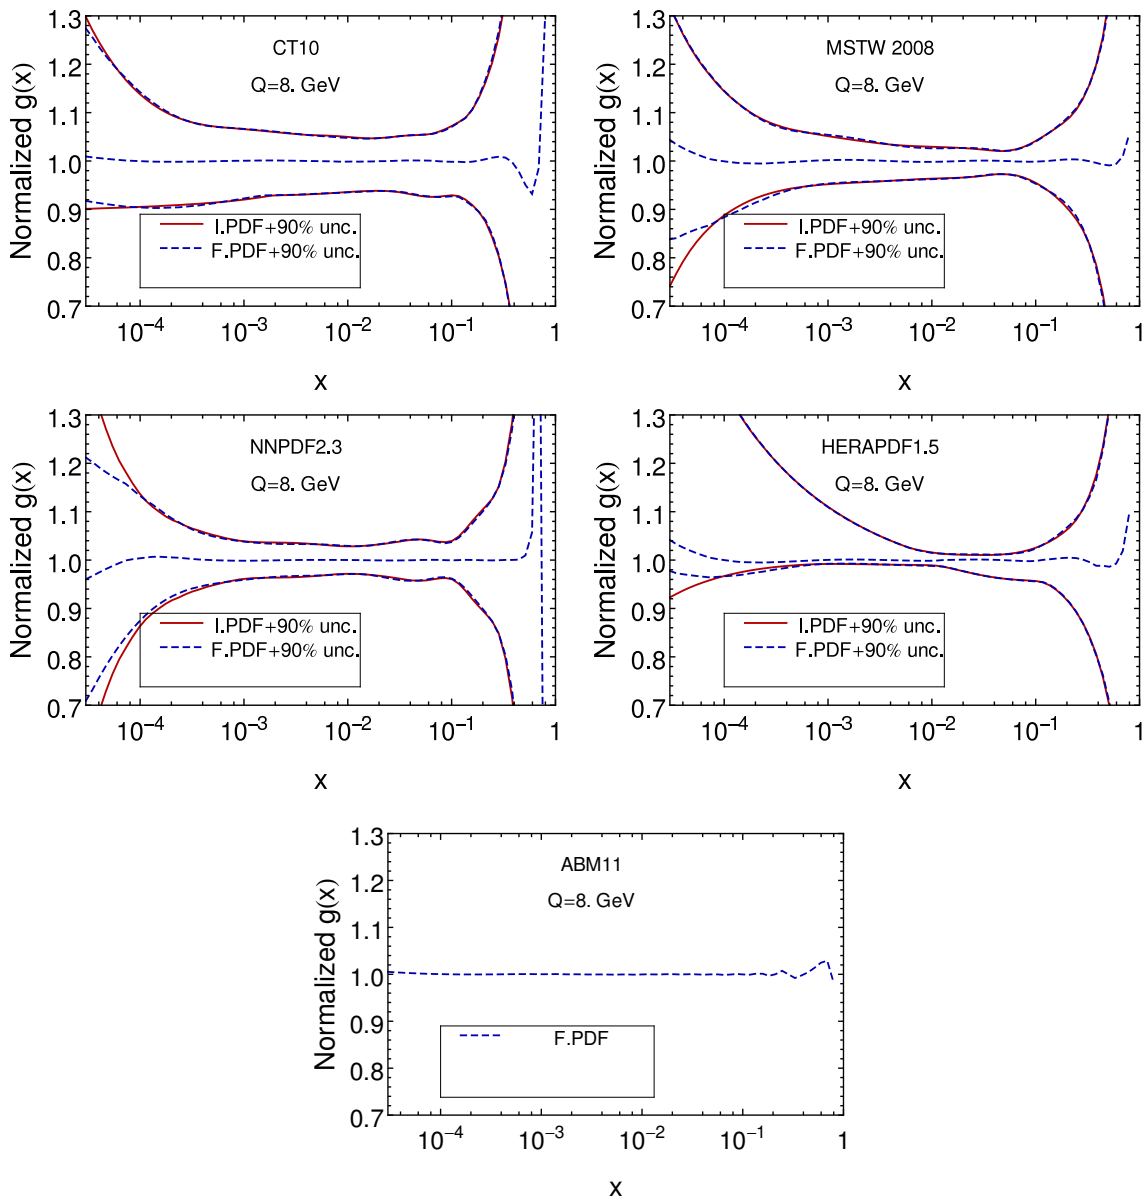 CT10
Q=8. GeV
Normalized g(x)
1.3
1.2
1.1
1.0
0.9
0.8
0.7
I.PDF+90% unc.
F.PDF+90% unc.
10⁻⁴ 10⁻³ 10⁻² 10⁻¹ 1
x
MSTW 2008
Q=8. GeV
Normalized g(x)
1.3
1.2
1.1
1.0
0.9
0.8
0.7
I.PDF+90% unc.
F.PDF+90% unc.
10⁻⁴ 10⁻³ 10⁻² 10⁻¹ 1
x
NNPDF2.3
Q=8. GeV
Normalized g(x)
1.3
1.2
1.1
1.0
0.9
0.8
0.7
I.PDF+90% unc.
F.PDF+90% unc.
10⁻⁴ 10⁻³ 10⁻² 10⁻¹ 1
x
HERAPDF1.5
Q=8. GeV
Normalized g(x)
1.3
1.2
1.1
1.0
0.9
0.8
0.7
I.PDF+90% unc.
F.PDF+90% unc.
10⁻⁴ 10⁻³ 10⁻² 10⁻¹ 1
x
ABM11
Q=8. GeV
Normalized g(x)
1.3
1.2
1.1
1.0
0.9
0.8
0.7
F.PDF
10⁻⁴ 10⁻³ 10⁻² 10⁻¹ 1
x